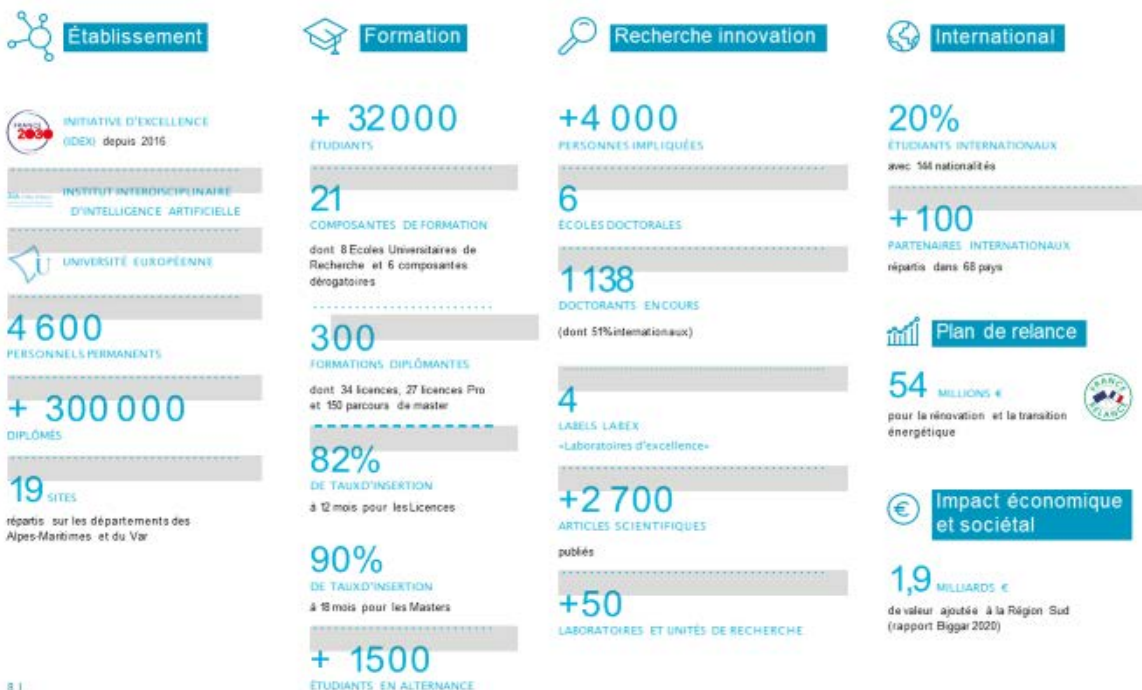 Établissement
FRANCE
2030
INITIATIVE D'EXCELLENCE
(IDEX) depuis 2016
INSTITUT INTERDISCIPLINAIRE
D'INTELLIGENCE ARTIFICIELLE
U
UNIVERSITÉ EUROPÉENNE
4 600
PERSONNELS PERMANENTS
+ 300 000
DIPLÔMÉS
19 SITES
répartis sur les départements des
Alpes-Maritimes et du Var
Formation
+ 32 000
ÉTUDIANTS
21
COMPOSANTES DE FORMATION
dont 8 Ecoles Universitaires de
Recherche et 6 composantes
dérogatoires
300
FORMATIONS DIPLÔMANTES
dont 34 licences, 27 licences Pro
et 150 parcours de master
82%
DE TAUX D'INSERTION
à 12 mois pour les Licences
90%
DE TAUX D'INSERTION
à 18 mois pour les Masters
+ 1500
ÉTUDIANTS EN ALTERNANCE
Recherche innovation
+4 000
PERSONNES IMPLIQUÉES
6
ÉCOLES DOCTORALES
1 138
DOCTORANTS EN COURS
(dont 51% internationaux)
4
LABELS LABEX
«Laboratoires d'excellence»
+2 700
ARTICLES SCIENTIFIQUES
publiés
+50
LABORATOIRES ET UNITÉS DE RECHERCHE
International
20%
ÉTUDIANTS INTERNATIONAUX
avec 144 nationalités
+ 100
PARTENAIRES INTERNATIONAUX
répartis dans 68 pays
Plan de relance
54 MILLIONS €
pour la rénovation et la transition
énergétique
FRANCE
RELANCE
Impact économique
et sociétal
1,9 MILLIARDS €
de valeur ajoutée à la Région Sud
(rapport Biggar 2020)
8 |